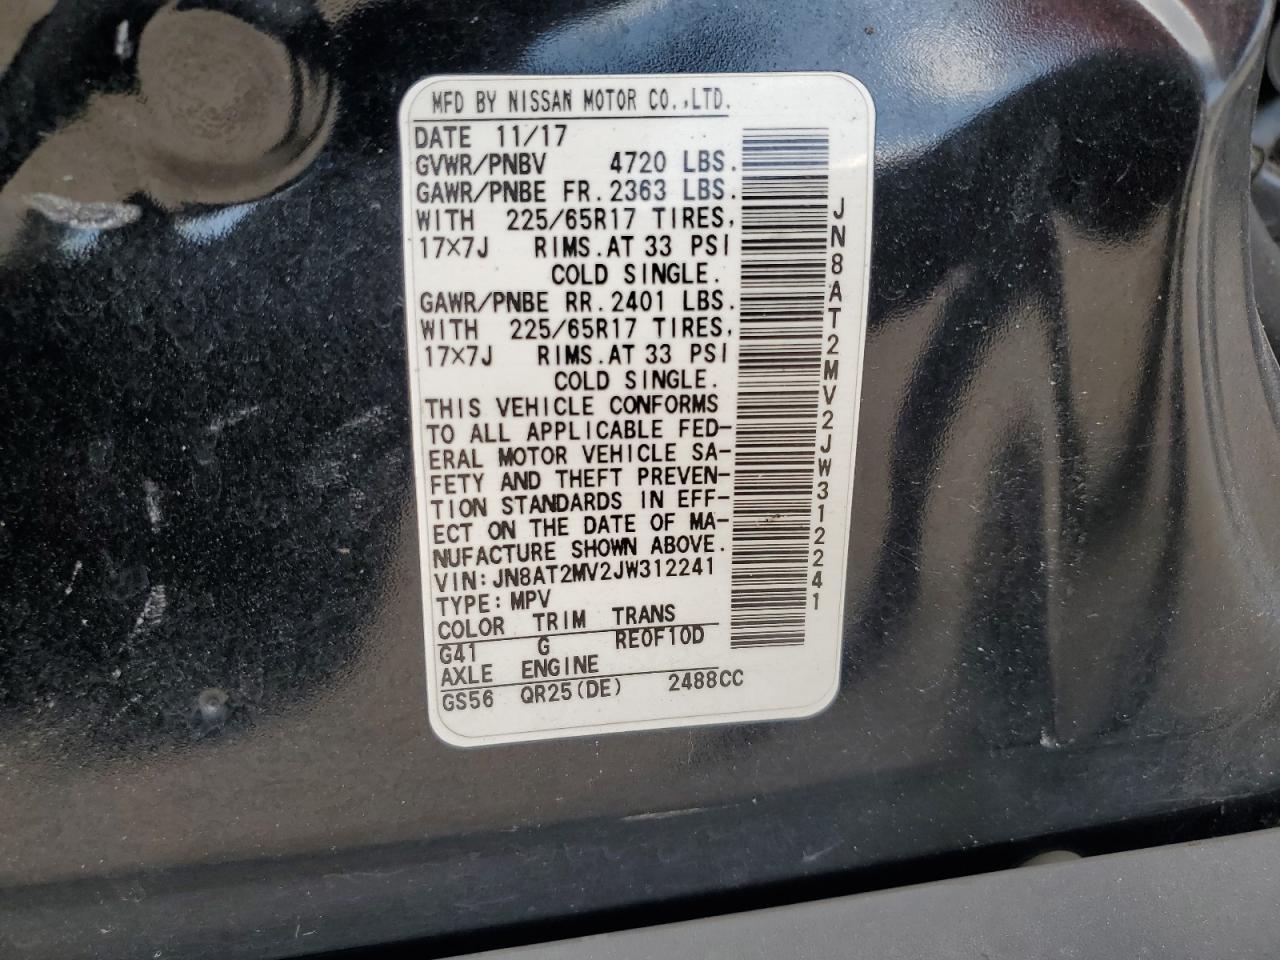 MFD BY NISSAN MOTOR CO.,LTD.
DATE 11/17
GVWR/PNBV 4720 LBS.
GAWR/PNBE FR. 2363 LBS.
WITH 225/65R17 TIRES,
17×7J RIMS. AT 33 PSI
COLD SINGLE.
GAWR/PNBE RR. 2401 LBS.
WITH 225/65R17 TIRES,
17×7J RIMS. AT 33 PSI
COLD SINGLE.
THIS VEHICLE CONFORMS
TO ALL APPLICABLE FED-
ERAL MOTOR VEHICLE SA-
FETY AND THEFT PREVEN-
TION STANDARDS IN EFF-
ECT ON THE DATE OF MA-
NUFACTURE SHOWN ABOVE.
VIN: JN8AT2MV2JW312241
TYPE: MPV
COLOR TRIM TRANS
G41 G RE0F10D
AXLE ENGINE
GS56 QR25(DE) 2488CC
JN8AT2MV2JW312241